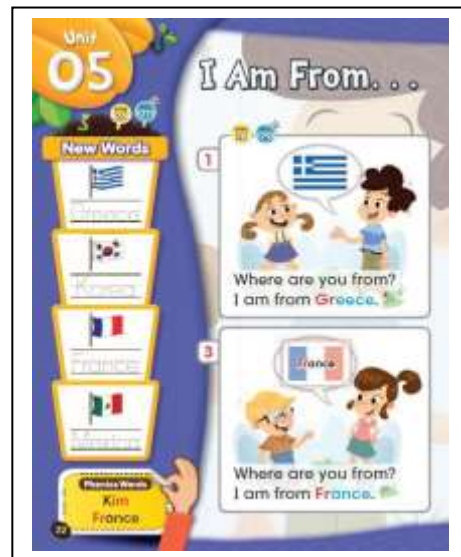 Unit
05
I Am From. . .
New Words
Greece
Korea
France
Mexico
Phonics Words
Kim
France
22
1
Where are you from?
I am from Greece.
3
France
Where are you from?
I am from France.